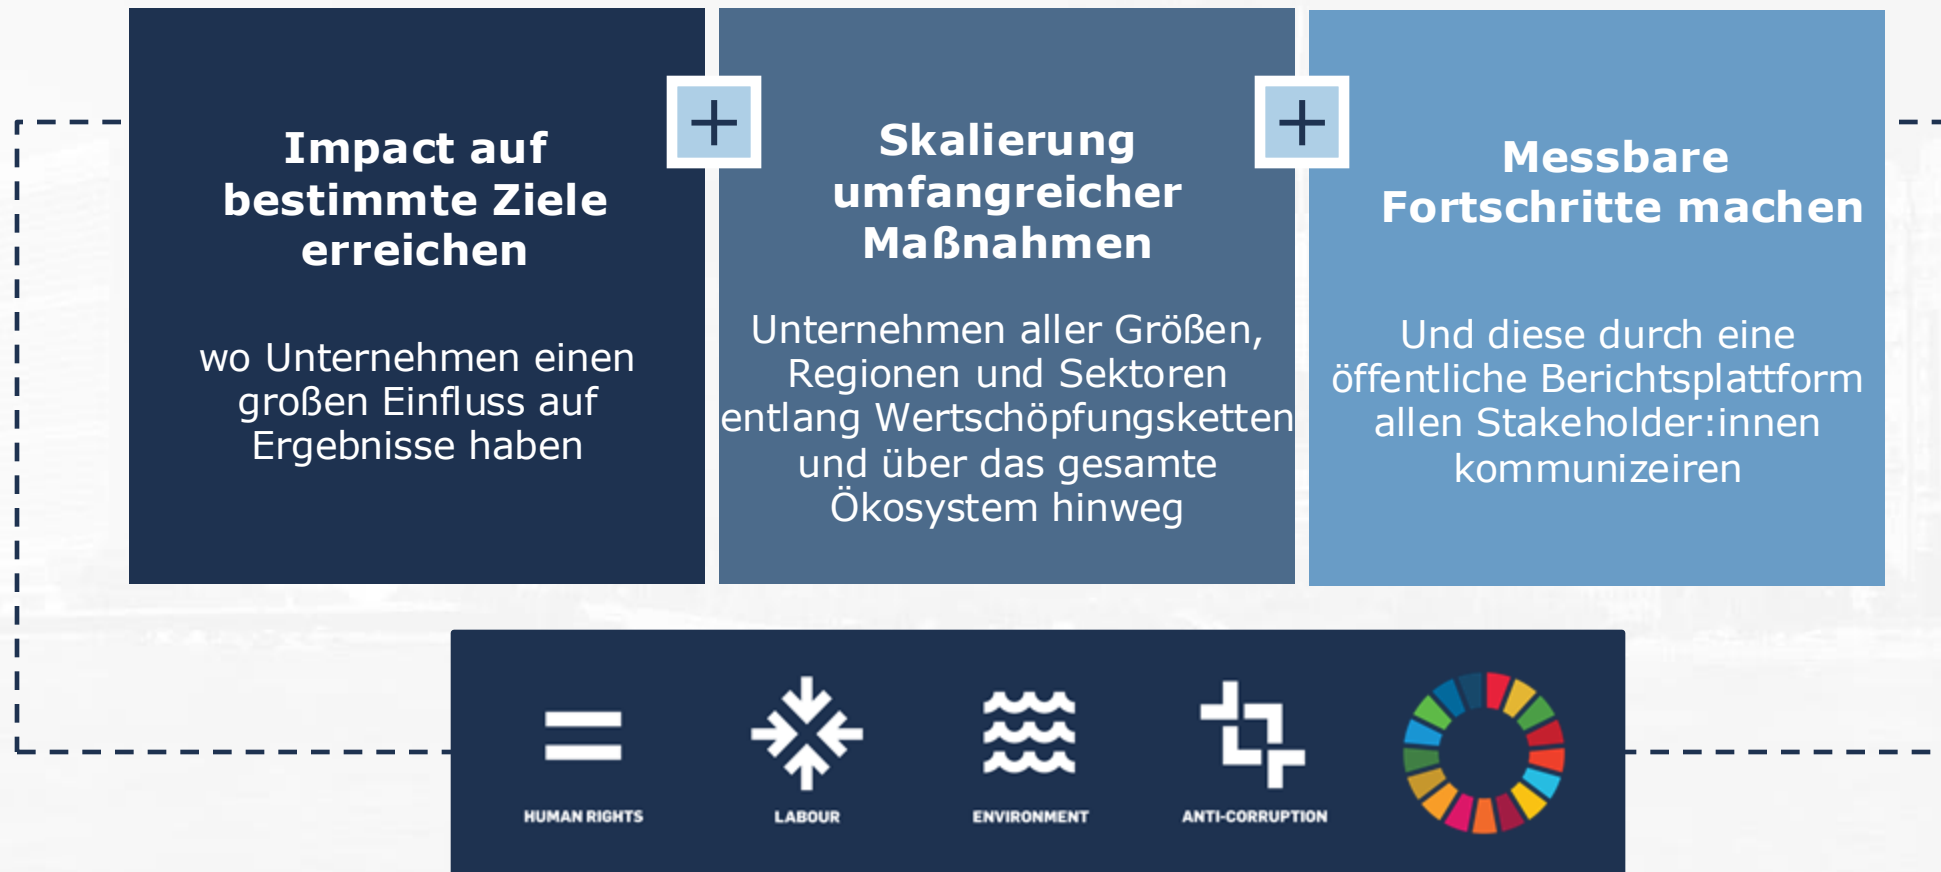 Impact auf
bestimmte Ziele
erreichen
wo Unternehmen einen
großen Einfluss auf
Ergebnisse haben
Skalierung
umfangreicher
Maßnahmen
Unternehmen aller Größen,
Regionen und Sektoren
entlang Wertschöpfungsketten
und über das gesamte
Ökosystem hinweg
Messbare
Fortschritte machen
Und diese durch eine
öffentliche Berichtsplattform
allen Stakeholder:innen
kommunizeiren
HUMAN RIGHTS
LABOUR
ENVIRONMENT
ANTI-CORRUPTION